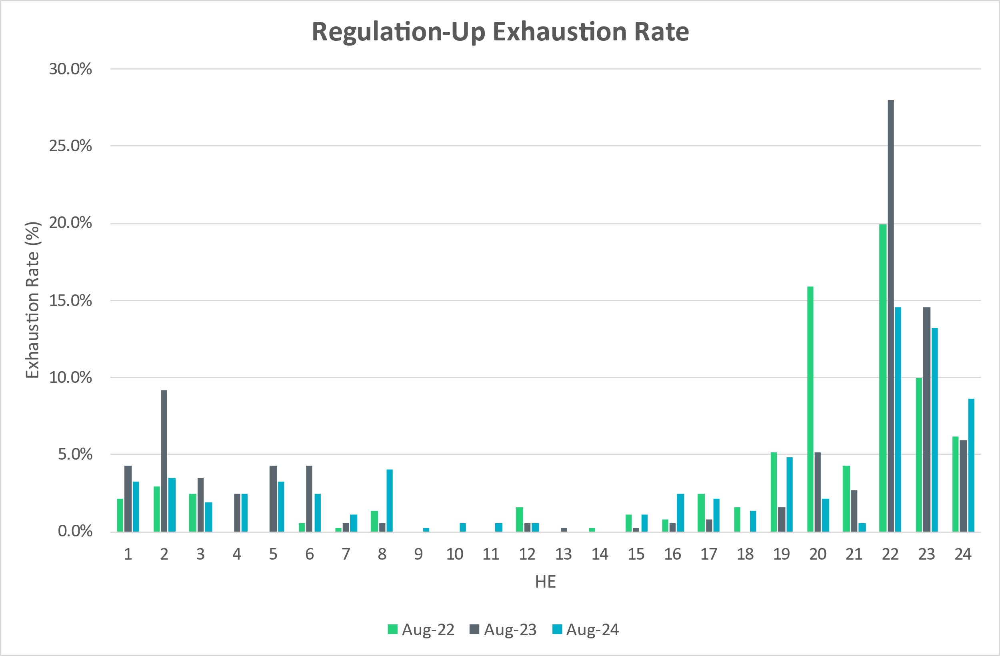 Regulation-Up Exhaustion Rate
30.0%
25.0%
20.0%
15.0%
10.0%
5.0%
0.0%
Exhaustion Rate (%)
1 2 3 4 5 6 7 8 9 10 11 12 13 14 15 16 17 18 19 20 21 22 23 24
HE
Aug-22 Aug-23 Aug-24